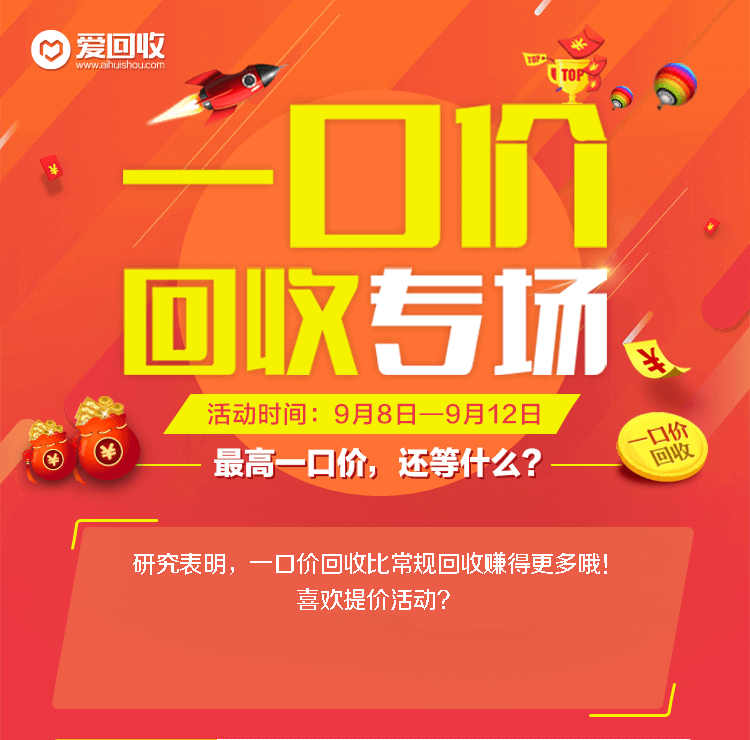 爱回收
www.aihuishou.com
TOP
TOP
一口价
回收专场
活动时间：9月8日—9月12日
最高一口价，还等什么？
一口价
回收
研究表明，一口价回收比常规回收赚得更多哦！
喜欢提价活动？